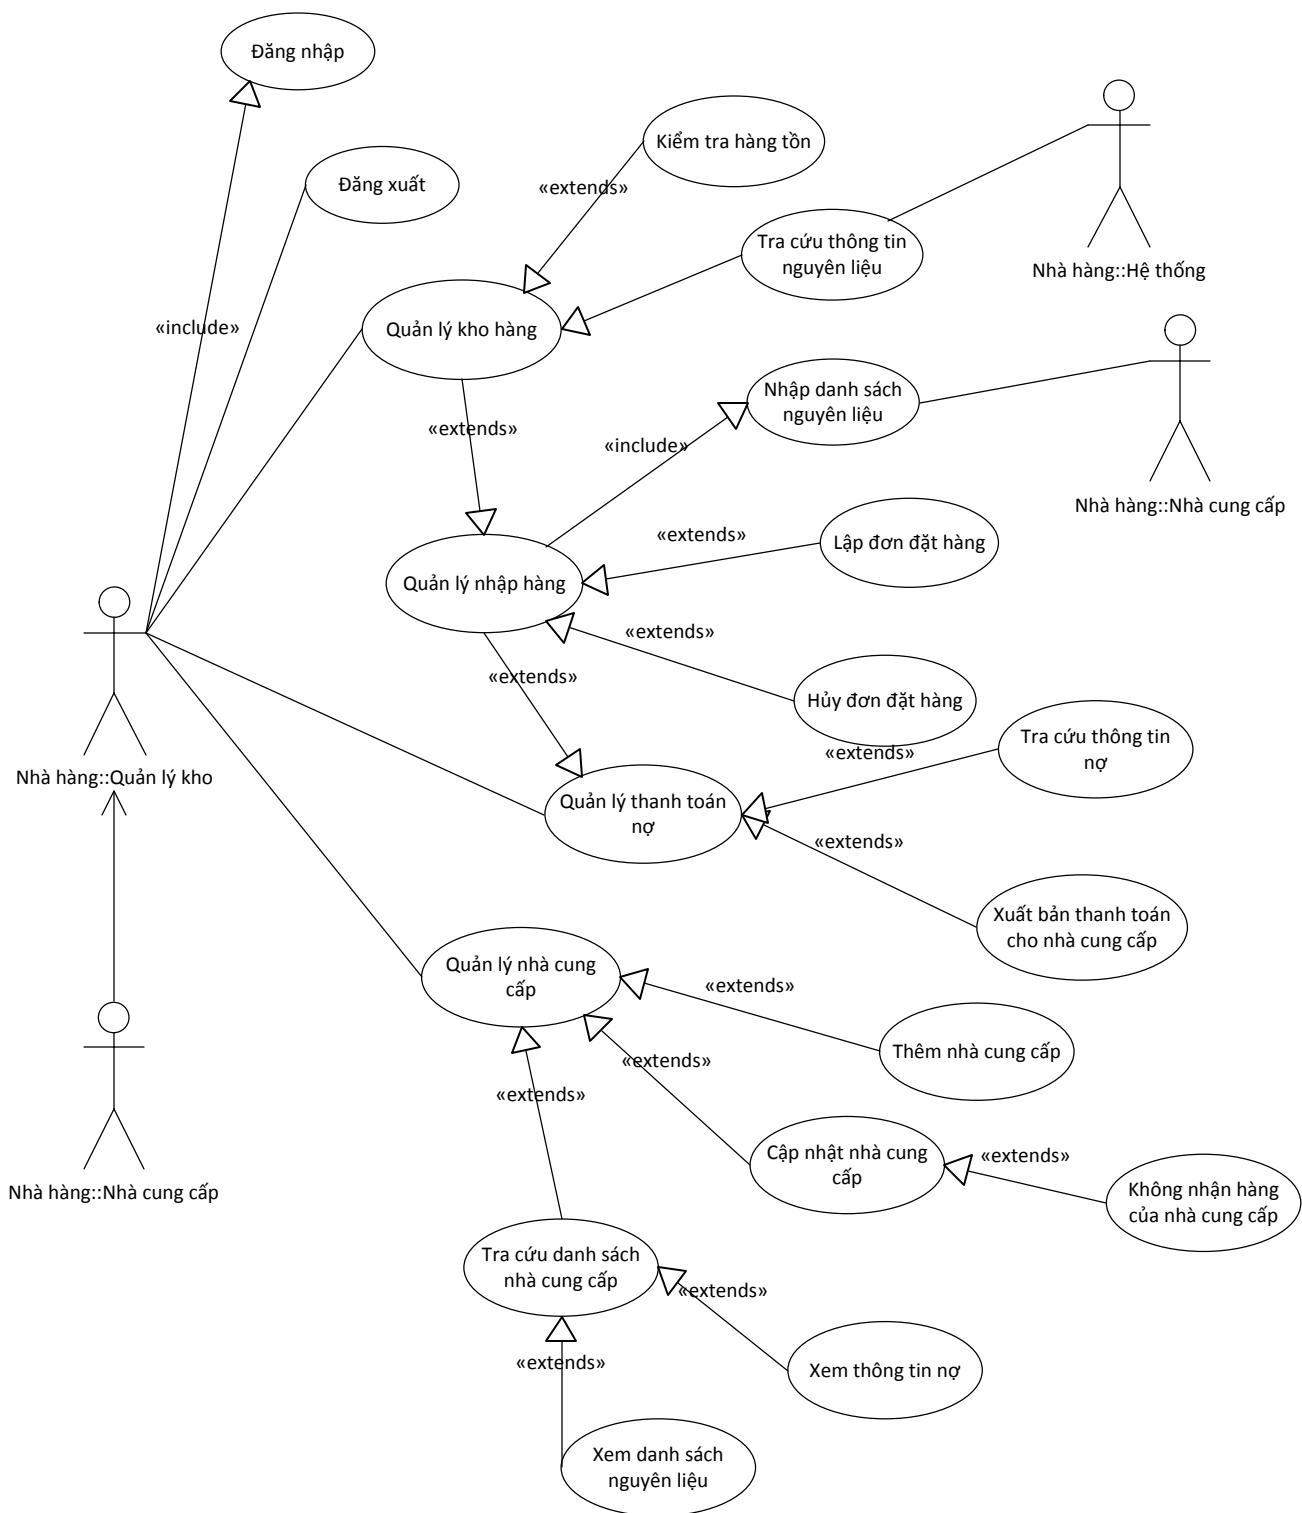 Đăng nhập
Kiểm tra hàng tồn
Đăng xuất
«extends»
Tra cứu thông tin
nguyên liệu
Nhà hàng::Hệ thống
«include»
Quản lý kho hàng
Nhập danh sách
nguyên liệu
«extends»
«include»
Nhà hàng::Nhà cung cấp
«extends»
Lập đơn đặt hàng
Quản lý nhập hàng
«extends»
«extends»
Hủy đơn đặt hàng
Tra cứu thông tin
nợ
«extends»
Nhà hàng::Quản lý kho
Quản lý thanh toán
nợ
«extends»
Xuất bản thanh toán
cho nhà cung cấp
Quản lý nhà cung
cấp
«extends»
Thêm nhà cung cấp
«extends»
«extends»
Cập nhật nhà cung
cấp
«extends»
Không nhận hàng
của nhà cung cấp
Nhà hàng::Nhà cung cấp
Tra cứu danh sách
nhà cung cấp
«extends»
«extends»
Xem thông tin nợ
Xem danh sách
nguyên liệu